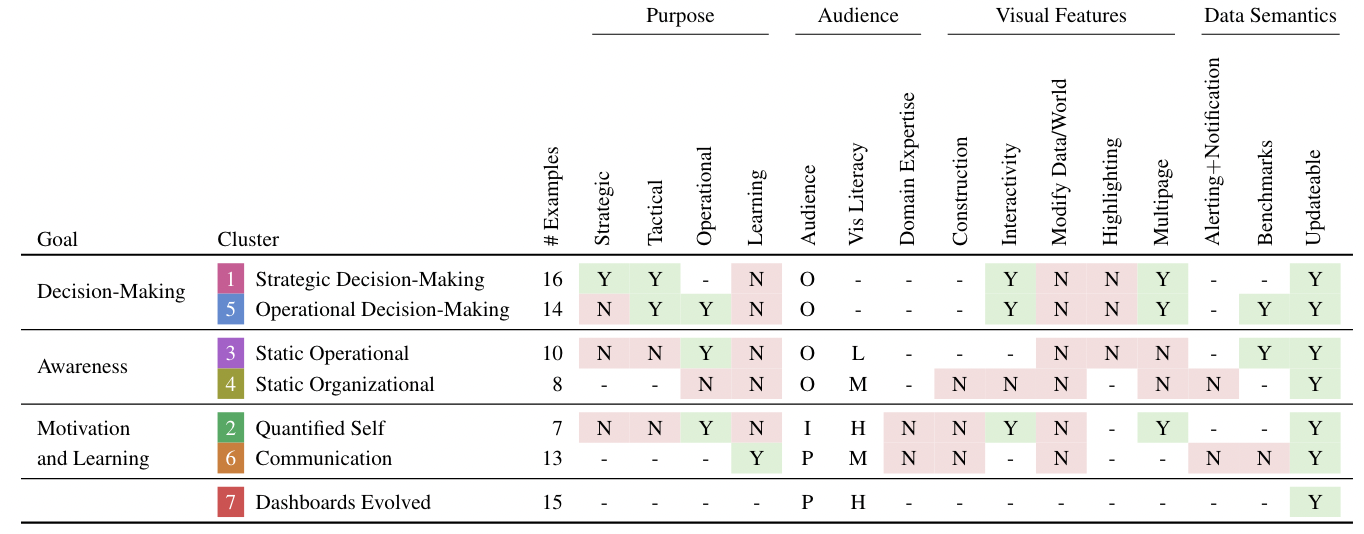 Purpose Audience Visual Features Data Semantics
Goal Cluster # Examples Strategic Tactical Operational Learning Audience Vis Literacy Domain Expertise Construction Interactivity Modify Data/World Highlighting Multipage Alerting+Notification Benchmarks Updateable
Decision-Making
1 Strategic Decision-Making 16 Y Y - N O - - - Y N N Y - - Y
5 Operational Decision-Making 14 N Y Y N O - - - Y N N Y - Y Y
Awareness
3 Static Operational 10 N N Y N O L - - - N N N - Y Y
4 Static Organizational 8 - - N N O M - N N N - N N - Y
Motivation 2 Quantified Self 7 N N Y N I H N N Y N - Y - - Y
and Learning 6 Communication 13 - - - Y P M N N - N - - N N Y
7 Dashboards Evolved 15 - - - - P H - - - - - - - - Y